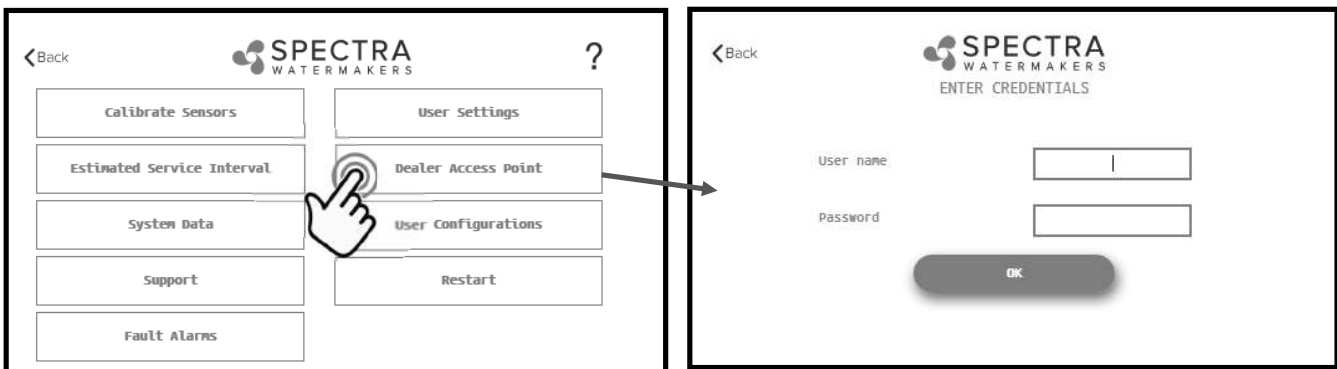 Back
SPECTRA
WATERMAKERS
?
Calibrate Sensors
User Settings
Estimated Service Interval
Dealer Access Point
System Data
User Configurations
Support
Restart
Fault Alarms
Back
SPECTRA
WATERMAKERS
ENTER CREDENTIALS
User name
Password
OK